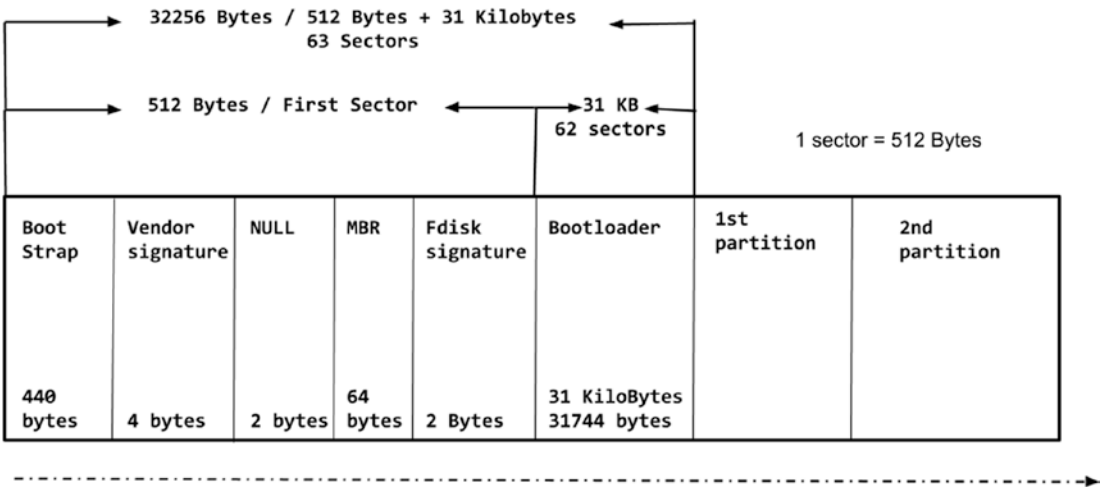 32256 Bytes / 512 Bytes + 31 Kilobytes
63 Sectors
512 Bytes / First Sector
31 KB
62 sectors
1 sector = 512 Bytes
Boot
Strap
440
bytes
Vendor
signature
4 bytes
NULL
2 bytes
MBR
64
bytes
Fdisk
signature
2 Bytes
Bootloader
31 KiloBytes
31744 bytes
1st
partition
2nd
partition